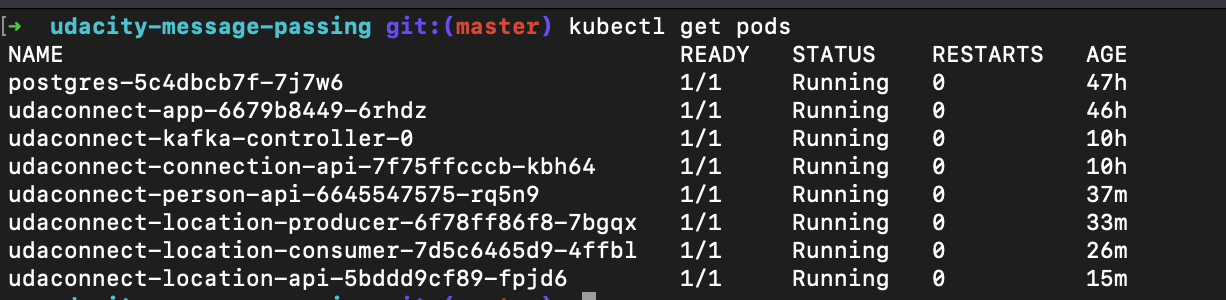 [➜ udacity-message-passing git:(master) kubectl get pods
NAME READY STATUS RESTARTS AGE
postgres-5c4dbcb7f-7j7w6 1/1 Running 0 47h
udaconnect-app-6679b8449-6rhdz 1/1 Running 0 46h
udaconnect-kafka-controller-0 1/1 Running 0 10h
udaconnect-connection-api-7f75ffcccb-kbh64 1/1 Running 0 10h
udaconnect-person-api-6645547575-rq5n9 1/1 Running 0 37m
udaconnect-location-producer-6f78ff86f8-7bgqx 1/1 Running 0 33m
udaconnect-location-consumer-7d5c6465d9-4ffbl 1/1 Running 0 26m
udaconnect-location-api-5bddd9cf89-fpjd6 1/1 Running 0 15m